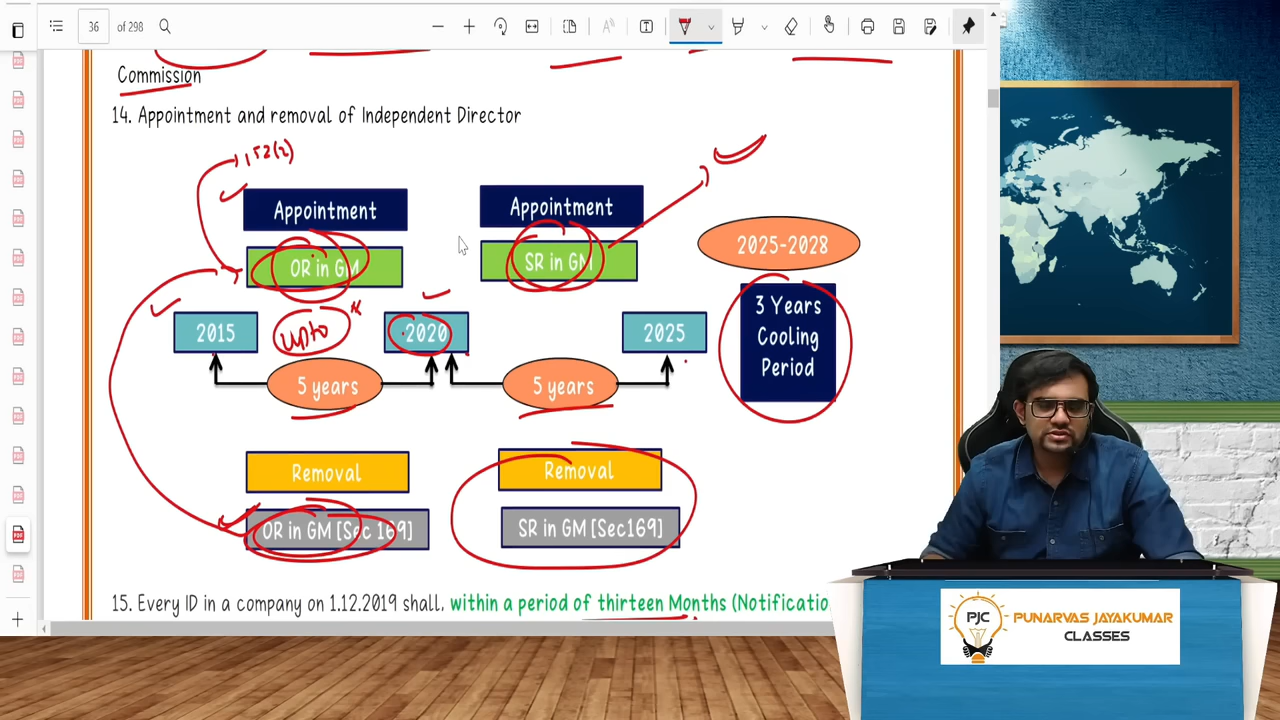 36 of 298
Commission
14. Appointment and removal of Independent Director
152(2)
Appointment
Appointment
OR in GM
SR in GM
2025-2028
3 Years
Cooling
Period
2015
upto
2020
2025
5 years
5 years
Removal
Removal
OR in GM [Sec 169]
SR in GM [Sec169]
15. Every ID in a company on 1.12.2019 shall, within a period of thirteen Months (Notificatio
PJC
PUNARVAS JAYAKUMAR
CLASSES